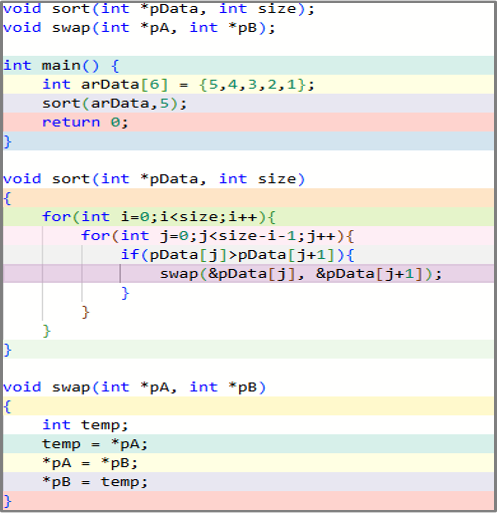 void sort(int *pData, int size);
void swap(int *pA, int *pB);
int main() {
int arData[6] = {5,4,3,2,1};
sort(arData,5);
return 0;
}
void sort(int *pData, int size)
{
for(int i=0;i<size;i++){
for(int j=0;j<size-i-1;j++){
if(pData[j]>pData[j+1]){
swap(&pData[j], &pData[j+1]);
}
}
}
}
void swap(int *pA, int *pB)
{
int temp;
temp = *pA;
*pA = *pB;
*pB = temp;
}